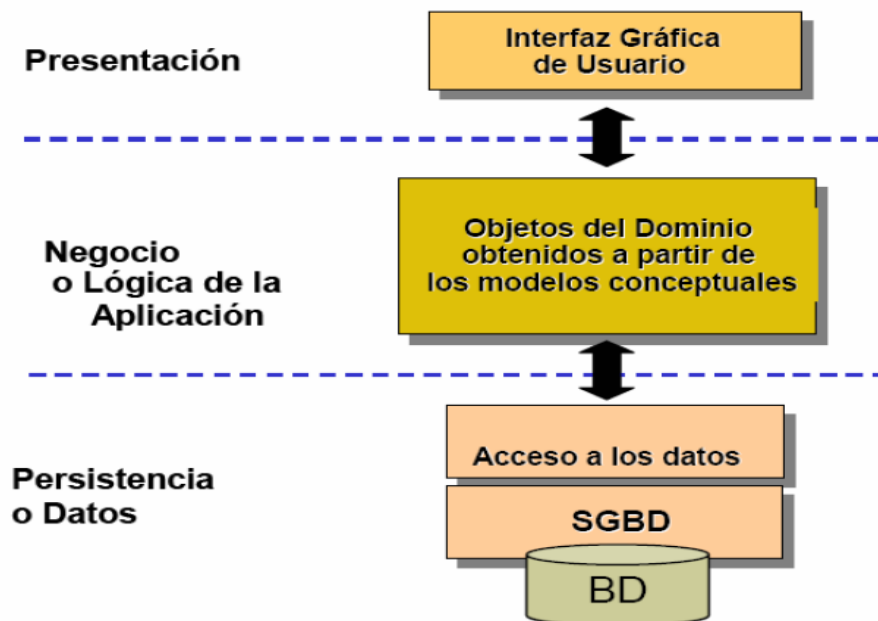 Presentación
Interfaz Gráfica
de Usuario
Negocio
o Lógica de la
Aplicación
Objetos del Dominio
obtenidos a partir de
los modelos conceptuales
Persistencia
o Datos
Acceso a los datos
SGBD
BD